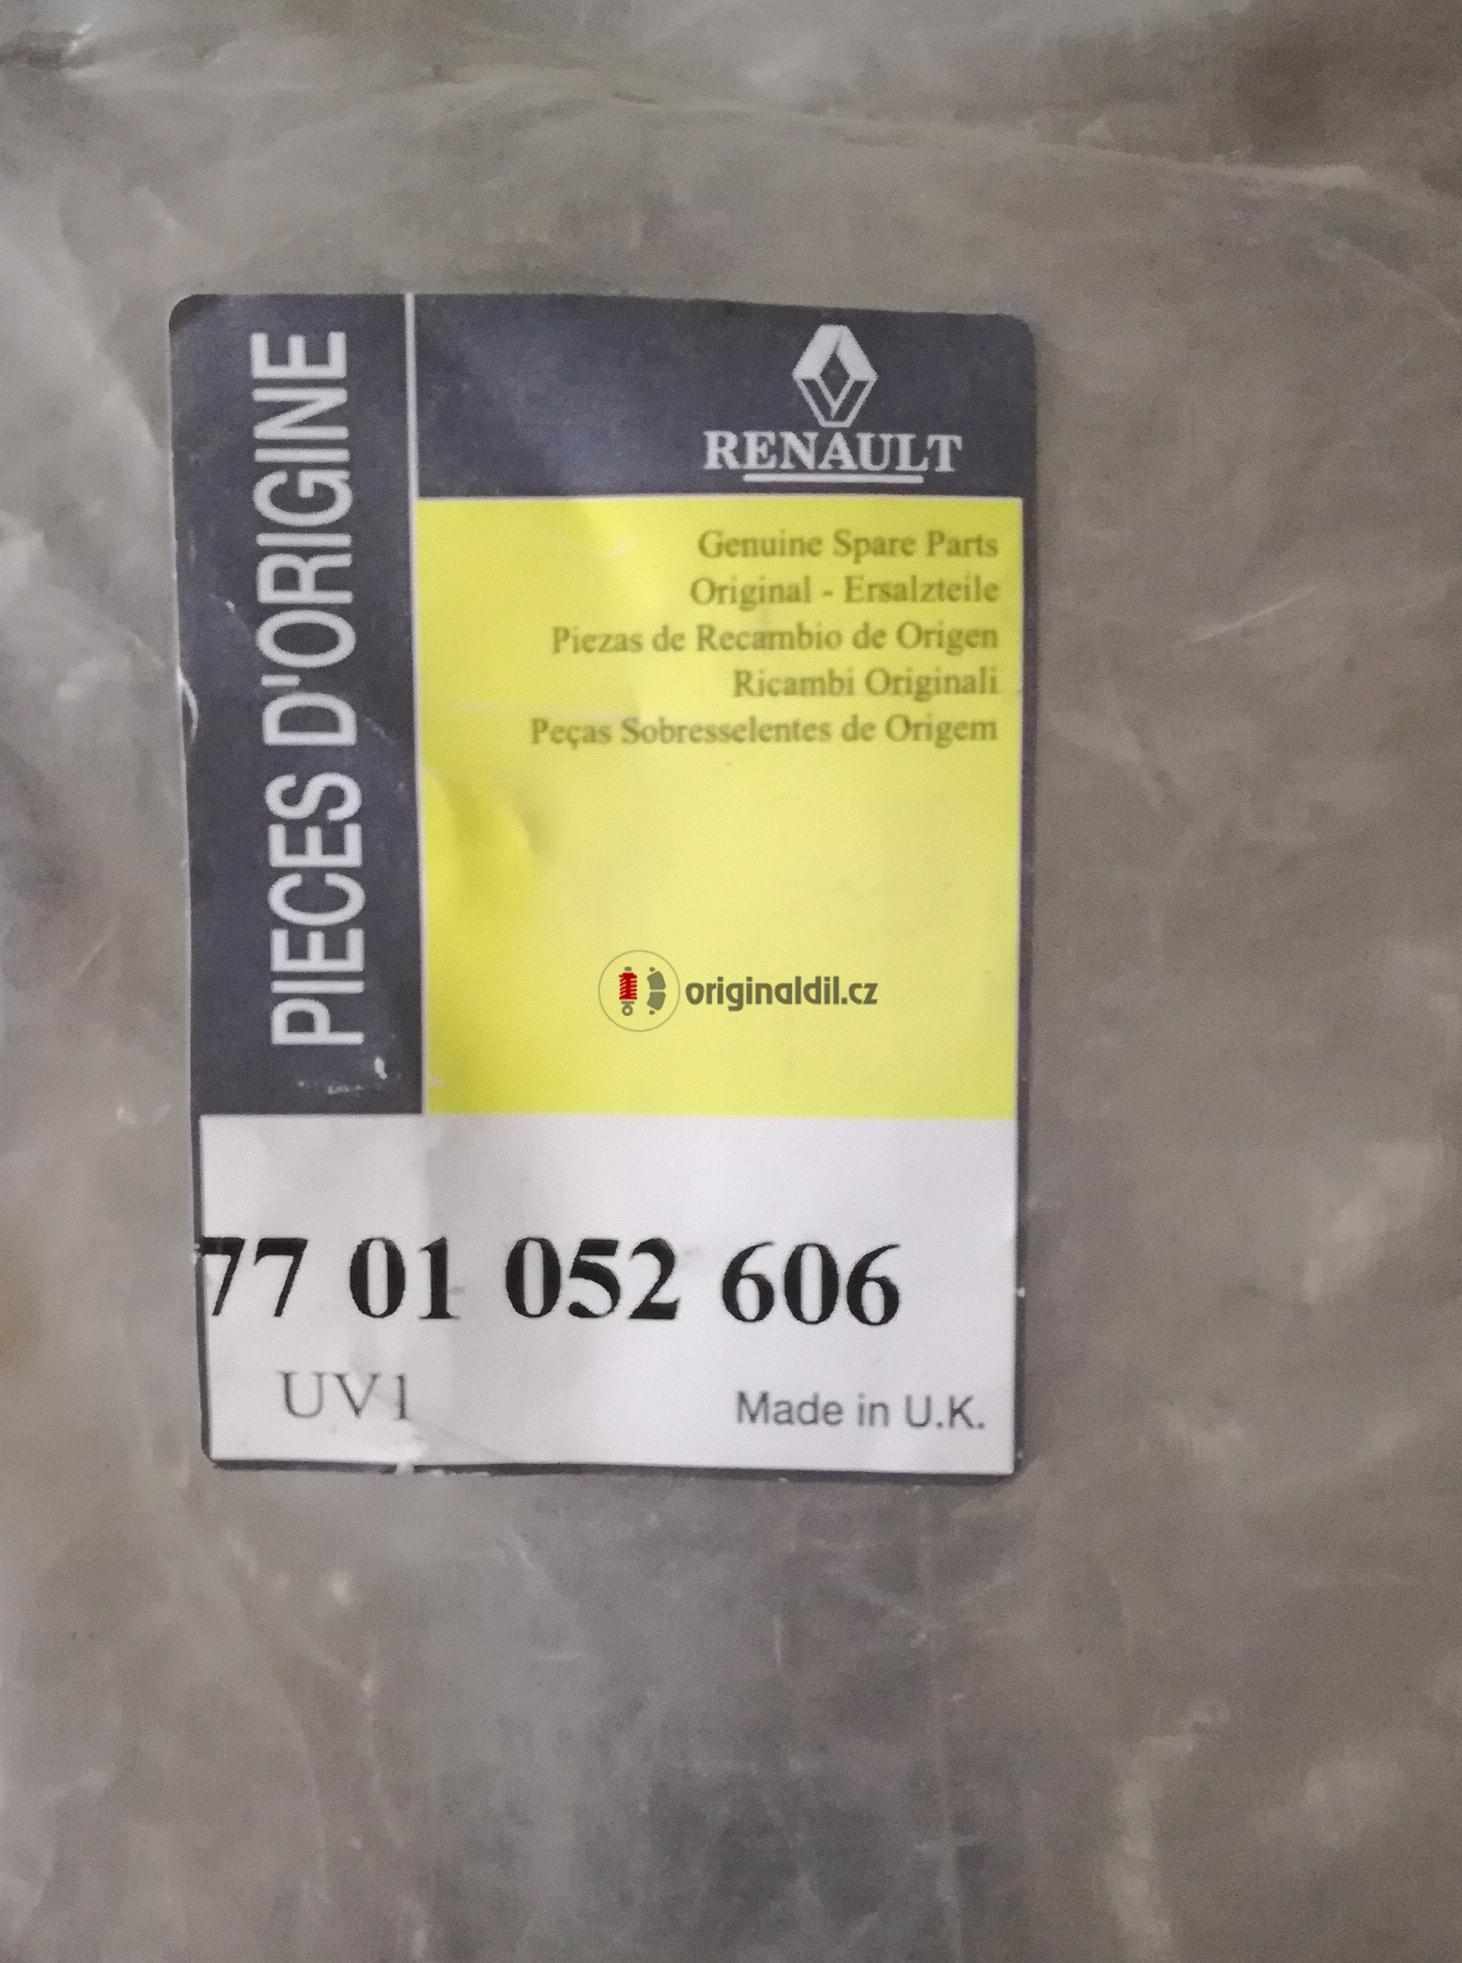 PIECES D'ORIGINE
RENAULT
Genuine Spare Parts
Original - Ersalzteile
Piezas de Recambio de Origen
Ricambi Originali
Peças Sobresselentes de Origem
originaldil.cz
77 01 052 606
UV1
Made in U.K.